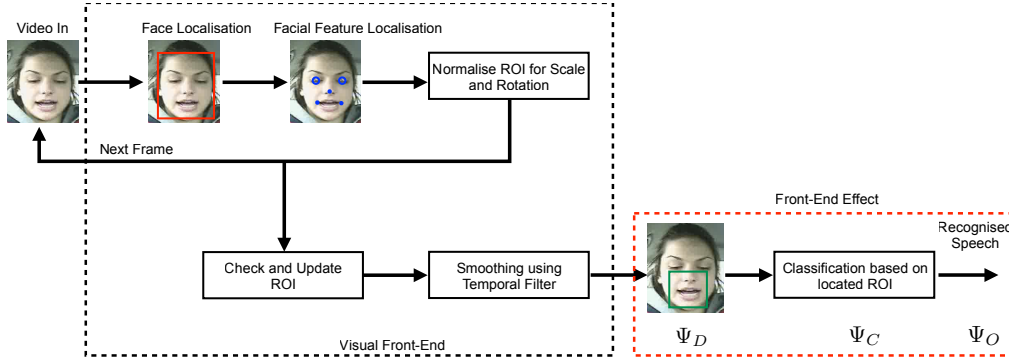 Video In
Face Localisation
Facial Feature Localisation
Normalise ROI for Scale
and Rotation
Next Frame
Front-End Effect
Check and Update
ROI
Smoothing using
Temporal Filter
Classification based on
located ROI
Recognised
Speech
Ψ_D
Ψ_C
Ψ_O
Visual Front-End